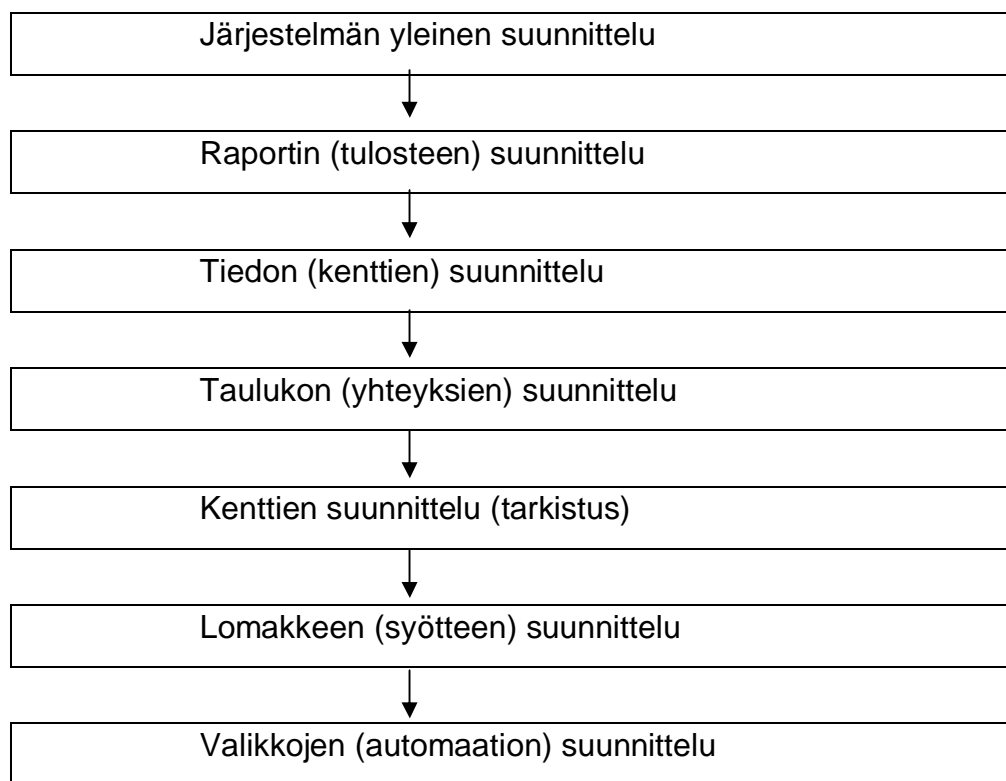 Järjestelmän yleinen suunnittelu
Raportin (tulosteen) suunnittelu
Tiedon (kenttien) suunnittelu
Taulukon (yhteyksien) suunnittelu
Kenttien suunnittelu (tarkistus)
Lomakkeen (syötteen) suunnittelu
Valikkojen (automaation) suunnittelu